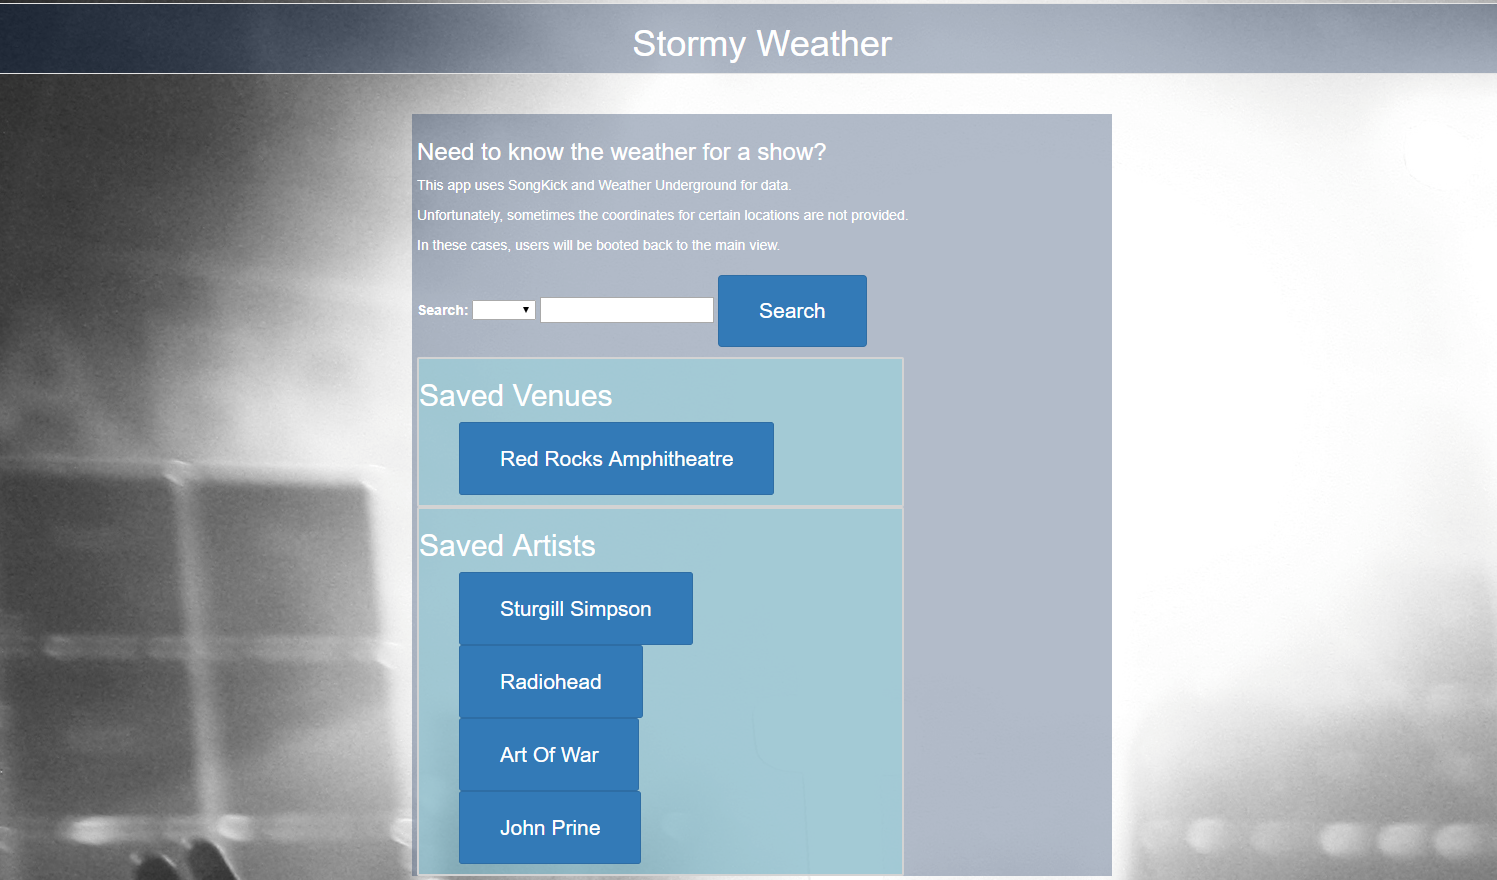 Stormy Weather
Need to know the weather for a show?
This app uses SongKick and Weather Underground for data.
Unfortunately, sometimes the coordinates for certain locations are not provided.
In these cases, users will be booted back to the main view.
Search: Search
Saved Venues
Red Rocks Amphitheatre
Saved Artists
Sturgill Simpson
Radiohead
Art Of War
John Prine